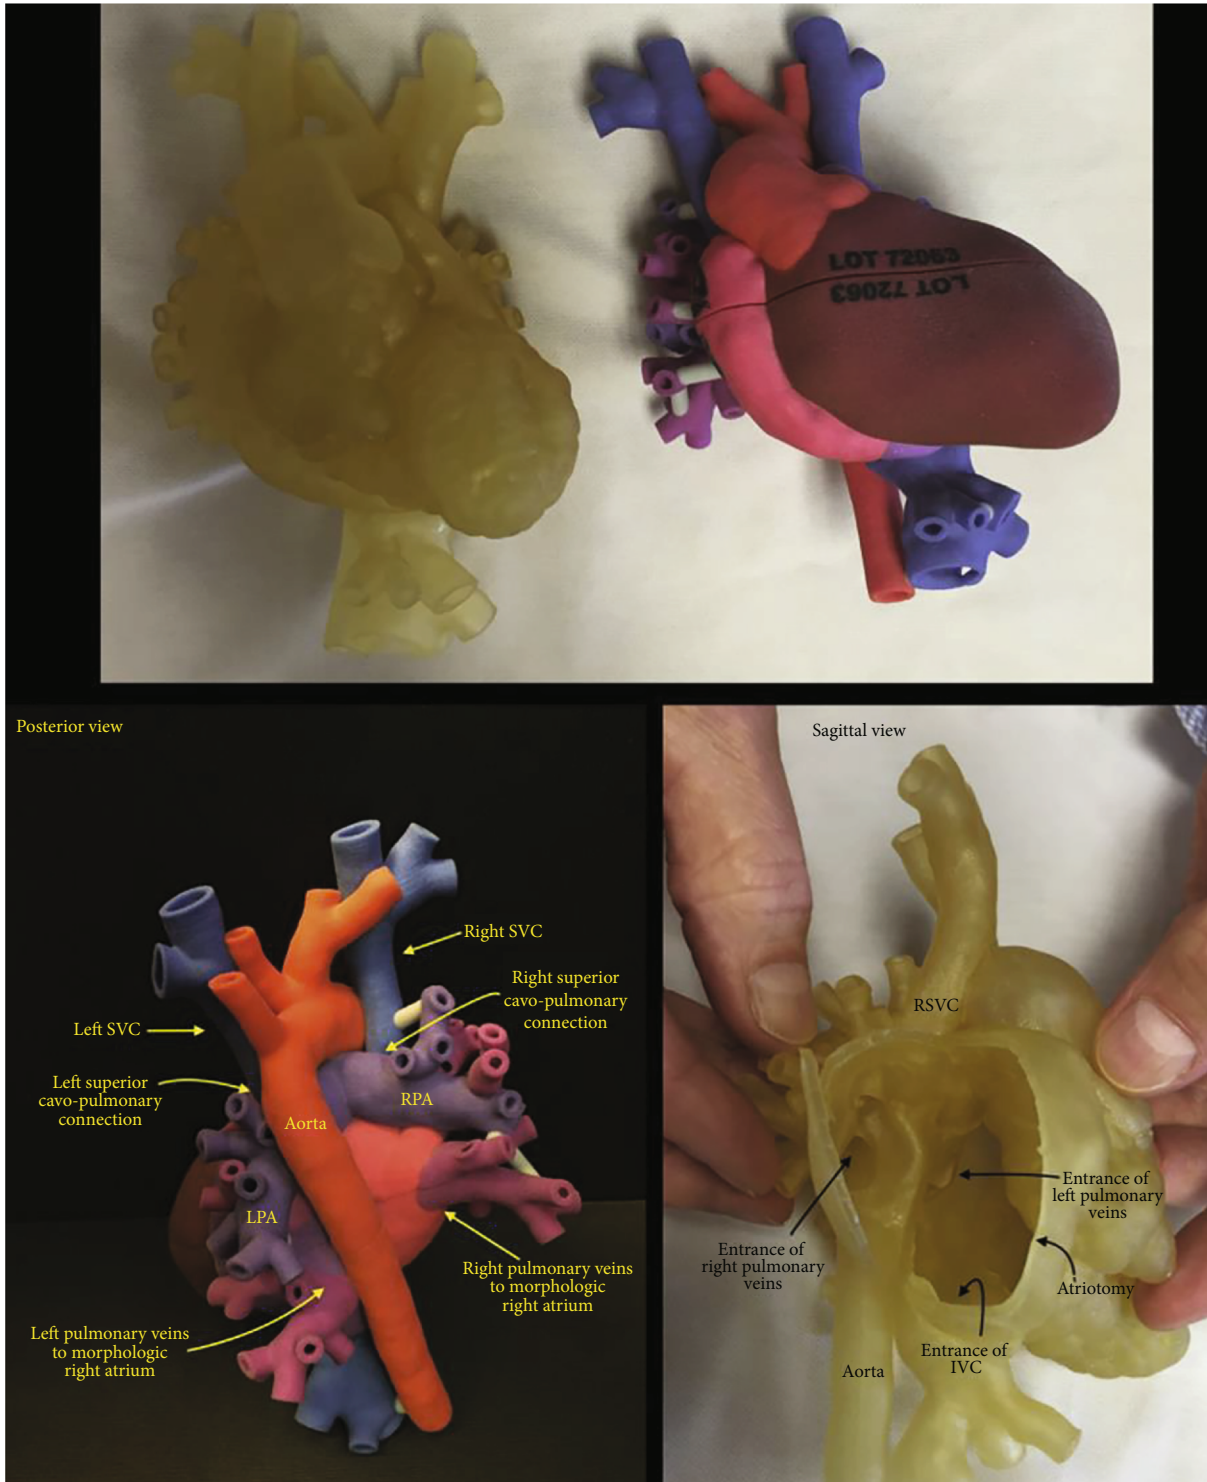 LOT 72063
LOT 72063
Posterior view
Right SVC
Right superior
cavo-pulmonary
connection
Left SVC
Left superior
cavo-pulmonary
connection
RPA
Aorta
LPA
Right pulmonary veins
to morphologic
right atrium
Left pulmonary veins
to morphologic
right atrium
Sagittal view
RSVC
Entrance of
left pulmonary
veins
Entrance of
right pulmonary
veins
Atriotomy
Entrance of
IVC
Aorta